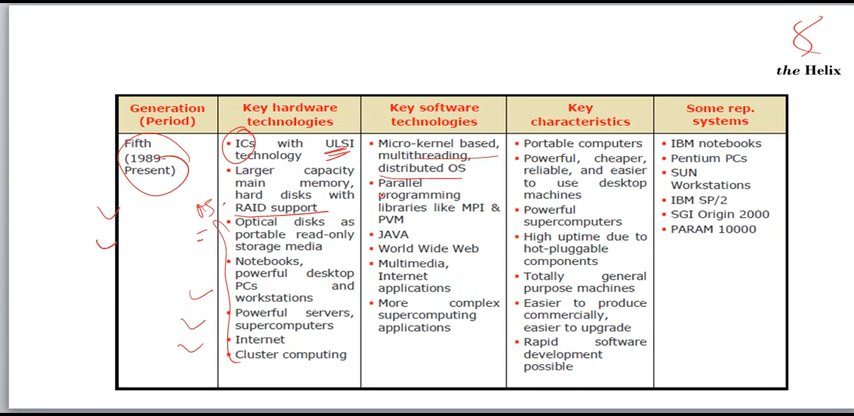 8
the Helix
Generation
(Period)
Key hardware
technologies
Key software
technologies
Key
characteristics
Some rep.
systems
Fifth
(1989-
Present)
ICs with ULSI
technology
Larger capacity
main memory,
hard disks with
RAID support
Optical disks as
portable read-only
storage media
Notebooks,
powerful desktop
PCs and
workstations
Powerful servers,
supercomputers
Internet
Cluster computing
Micro-kernel based,
multithreading,
distributed OS
Parallel
programming
libraries like MPI &
PVM
JAVA
World Wide Web
Multimedia,
Internet
applications
More complex
supercomputing
applications
Portable computers
Powerful, cheaper,
reliable, and easier
to use desktop
machines
Powerful
supercomputers
High uptime due to
hot-pluggable
components
Totally general
purpose machines
Easier to produce
commercially,
easier to upgrade
Rapid software
development
possible
IBM notebooks
Pentium PCs
SUN
Workstations
IBM SP/2
SGI Origin 2000
PARAM 10000